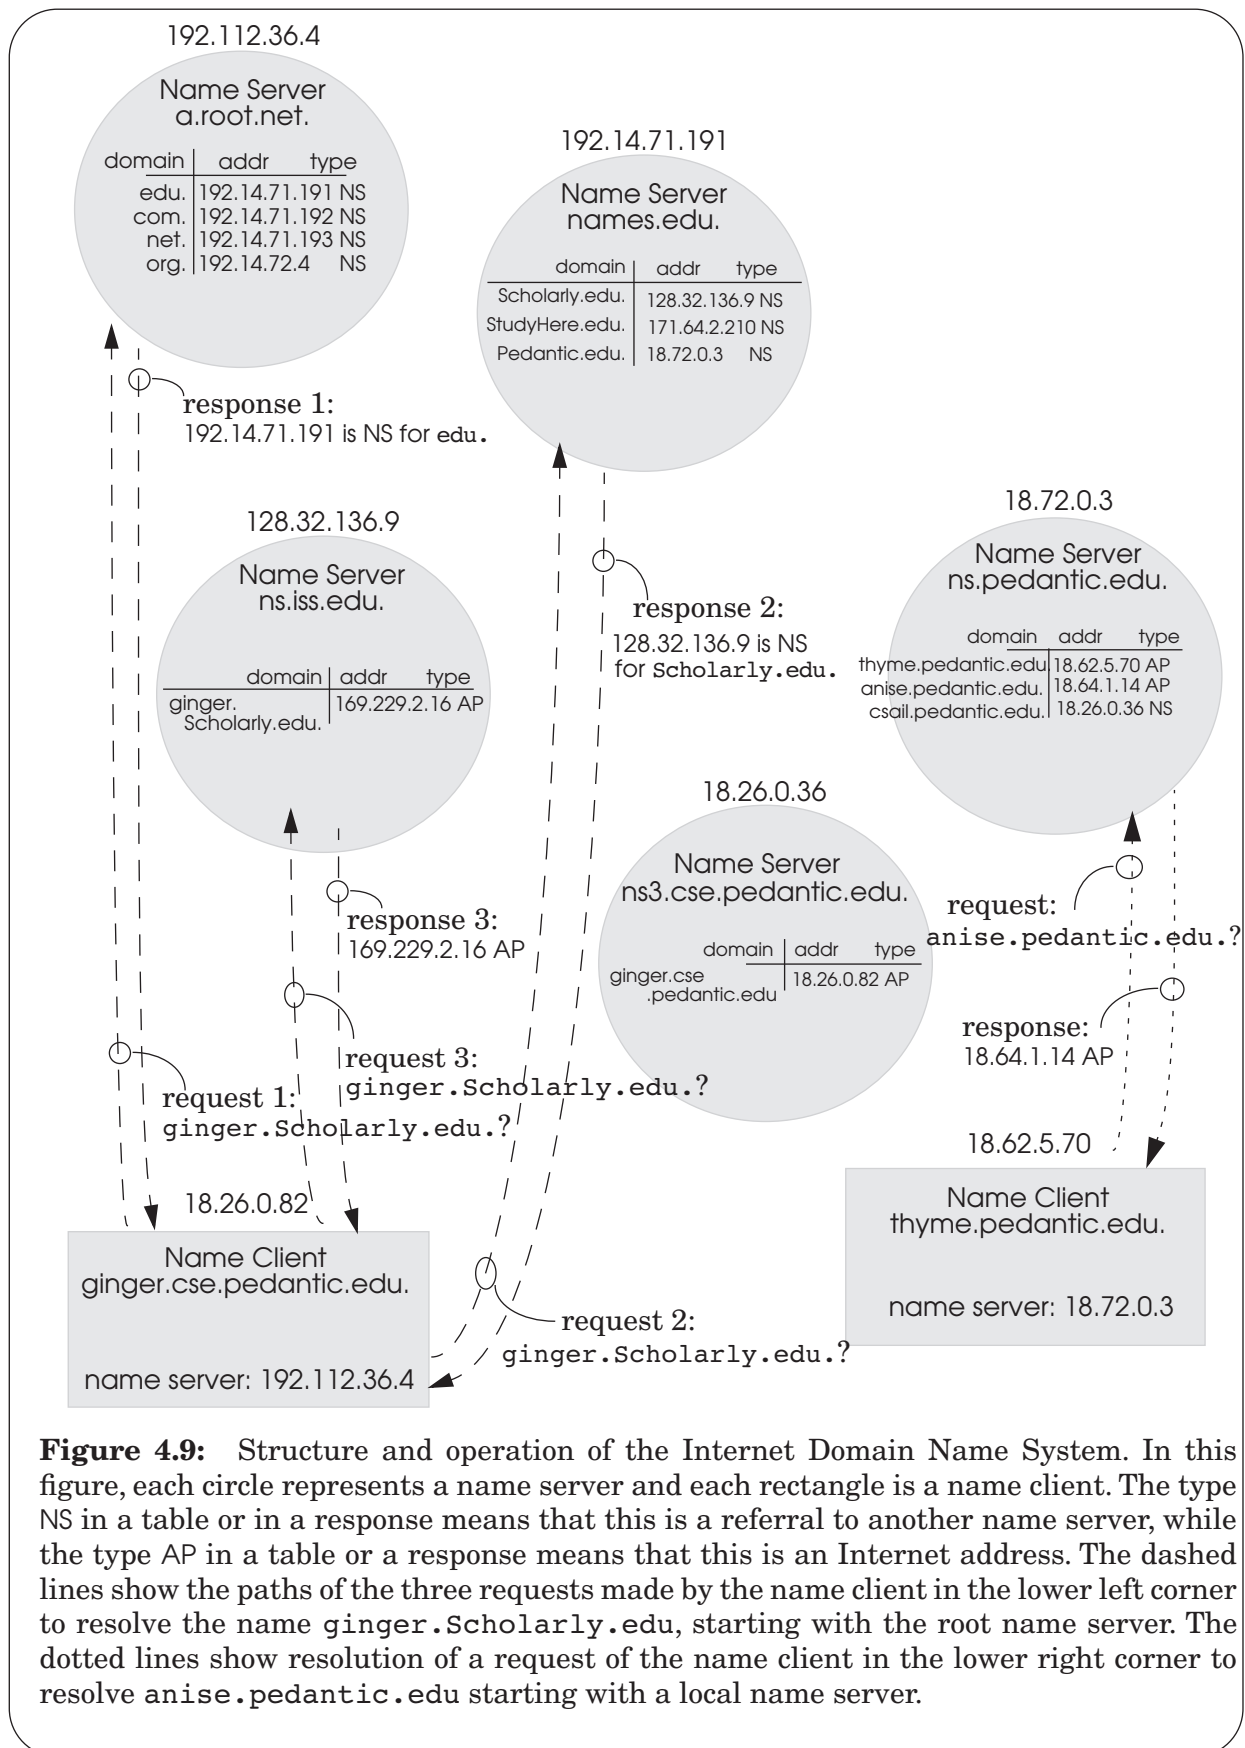 192.112.36.4
Name Server
a.root.net.
domain addr type
edu. 192.14.71.191 NS
com. 192.14.71.192 NS
net. 192.14.71.193 NS
org. 192.14.72.4 NS
response 1:
192.14.71.191 is NS for edu.
192.14.71.191
Name Server
names.edu.
domain addr type
Scholarly.edu. 128.32.136.9 NS
StudyHere.edu. 171.64.2.210 NS
Pedantic.edu. 18.72.0.3 NS
response 2:
128.32.136.9 is NS
for Scholarly.edu.
128.32.136.9
Name Server
ns.iss.edu.
domain addr type
ginger. 169.229.2.16 AP
Scholarly.edu.
response 3:
169.229.2.16 AP
18.72.0.3
Name Server
ns.pedantic.edu.
domain addr type
thyme.pedantic.edu 18.62.5.70 AP
anise.pedantic.edu. 18.64.1.14 AP
csail.pedantic.edu. 18.26.0.36 NS
18.26.0.36
Name Server
ns3.cse.pedantic.edu.
domain addr type
ginger.cse 18.26.0.82 AP
.pedantic.edu
request:
anise.pedantic.edu.?
response:
18.64.1.14 AP
request 3:
ginger.Scholarly.edu.?
request 1:
ginger.Scholarly.edu.?
18.26.0.82
Name Client
ginger.cse.pedantic.edu.
name server: 192.112.36.4
request 2:
ginger.Scholarly.edu.?
18.62.5.70
Name Client
thyme.pedantic.edu.
name server: 18.72.0.3
Figure 4.9: Structure and operation of the Internet Domain Name System. In this
figure, each circle represents a name server and each rectangle is a name client. The type
NS in a table or in a response means that this is a referral to another name server, while
the type AP in a table or a response means that this is an Internet address. The dashed
lines show the paths of the three requests made by the name client in the lower left corner
to resolve the name ginger.Scholarly.edu, starting with the root name server. The
dotted lines show resolution of a request of the name client in the lower right corner to
resolve anise.pedantic.edu starting with a local name server.